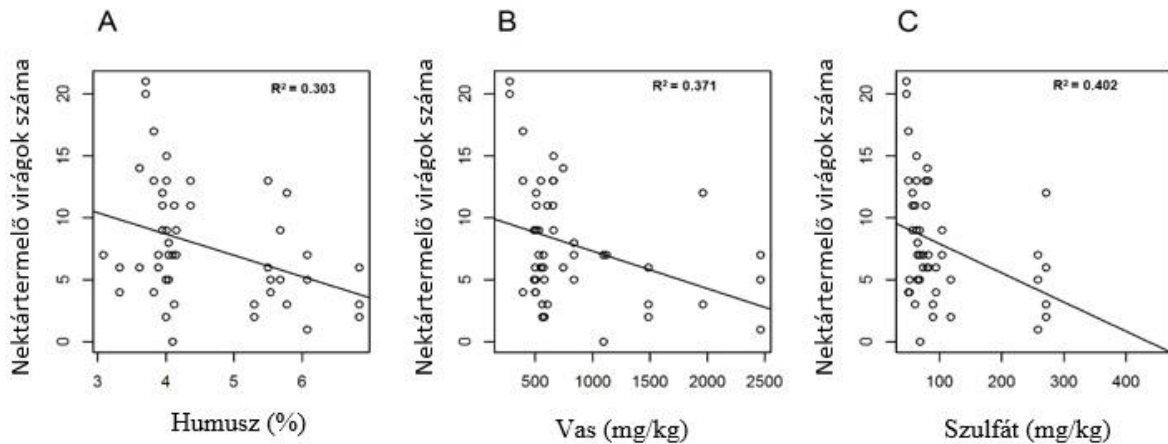 A
Nektártermelő virágok száma
R² = 0.303
20
15
10
5
0
3
4
5
6
Humusz (%)
B
Nektártermelő virágok száma
R² = 0.371
20
15
10
5
0
500
1000
1500
2000
2500
Vas (mg/kg)
C
Nektártermelő virágok száma
R² = 0.402
20
15
10
5
0
100
200
300
400
Szulfát (mg/kg)